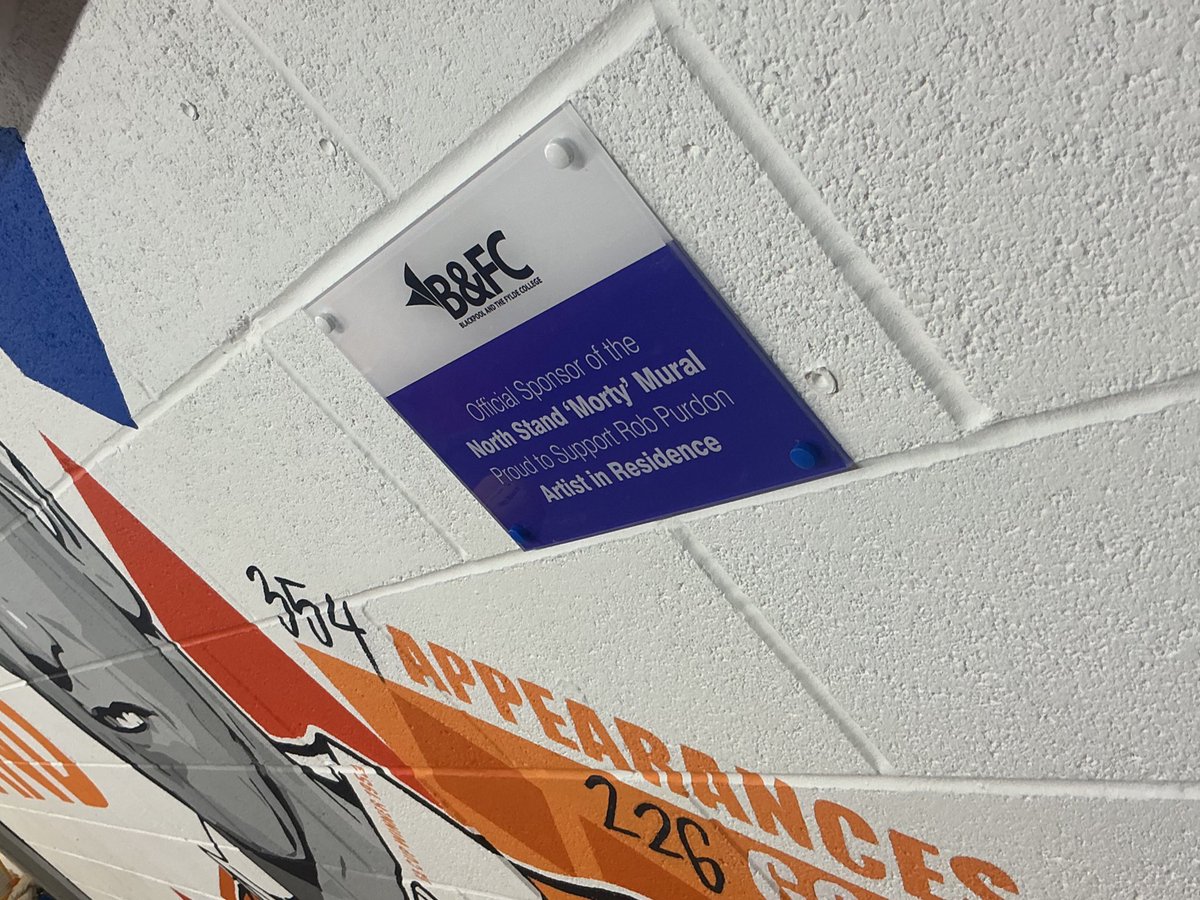 B&FC
BLACKPOOL AND THE FYLDE COLLEGE
Official Sponsor of the
North Stand 'Morty' Mural
Proud to Support Rob Purdon
Artist in Residence
354
APPEARANCES
226